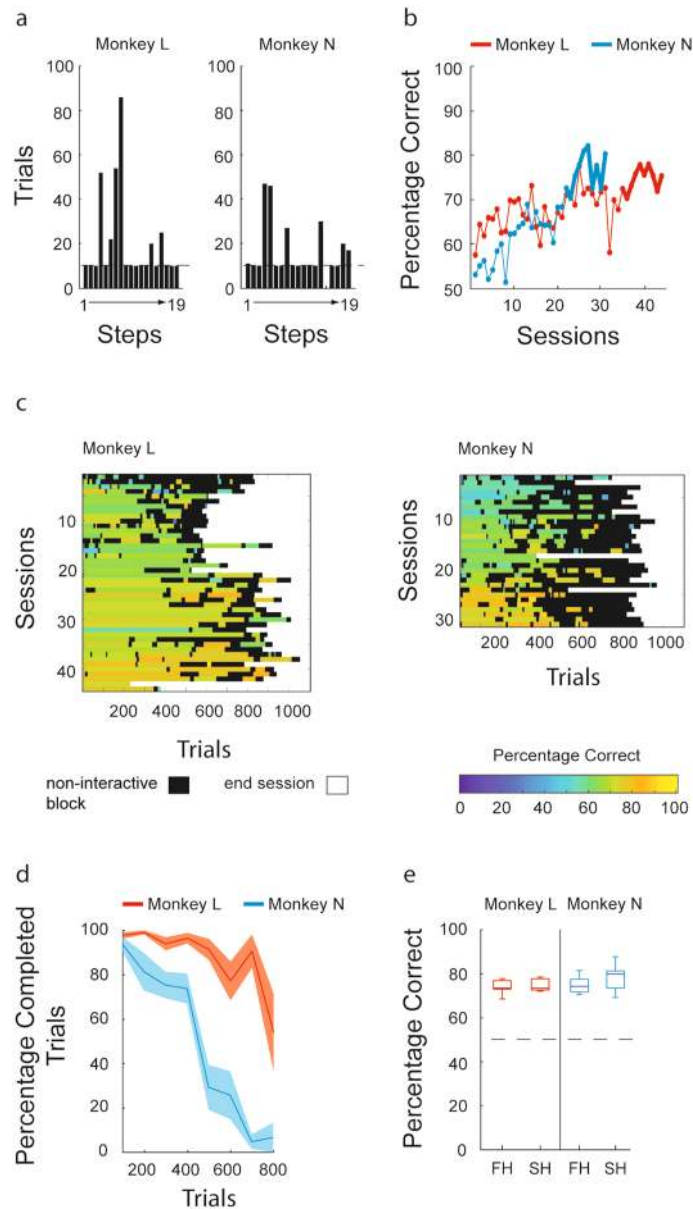 a
Monkey L
Monkey N
Trials
100
80
60
40
20
10
0
1
19
Steps
100
80
60
40
20
10
0
1
19
Steps
b
Monkey L
Monkey N
Percentage Correct
100
90
80
70
60
50
10
20
30
40
Sessions
c
Monkey L
Sessions
10
20
30
40
200 400 600 800 1000
Trials
Monkey N
10
20
30
200 400 600 800 1000
Trials
non-interactive
block
end session
Percentage Correct
0 20 40 60 80 100
d
Monkey L
Monkey N
Percentage Completed
Trials
100
80
60
40
20
0
200 400 600 800
Trials
e
Monkey L
Monkey N
Percentage Correct
100
80
60
40
20
0
FH SH FH SH